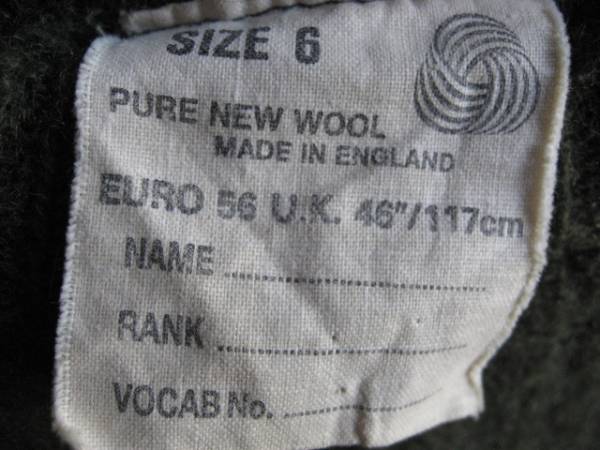 SIZE 6
PURE NEW WOOL
MADE IN ENGLAND
EURO 56 U.K. 46"/117cm
NAME
RANK
VOCAB No.